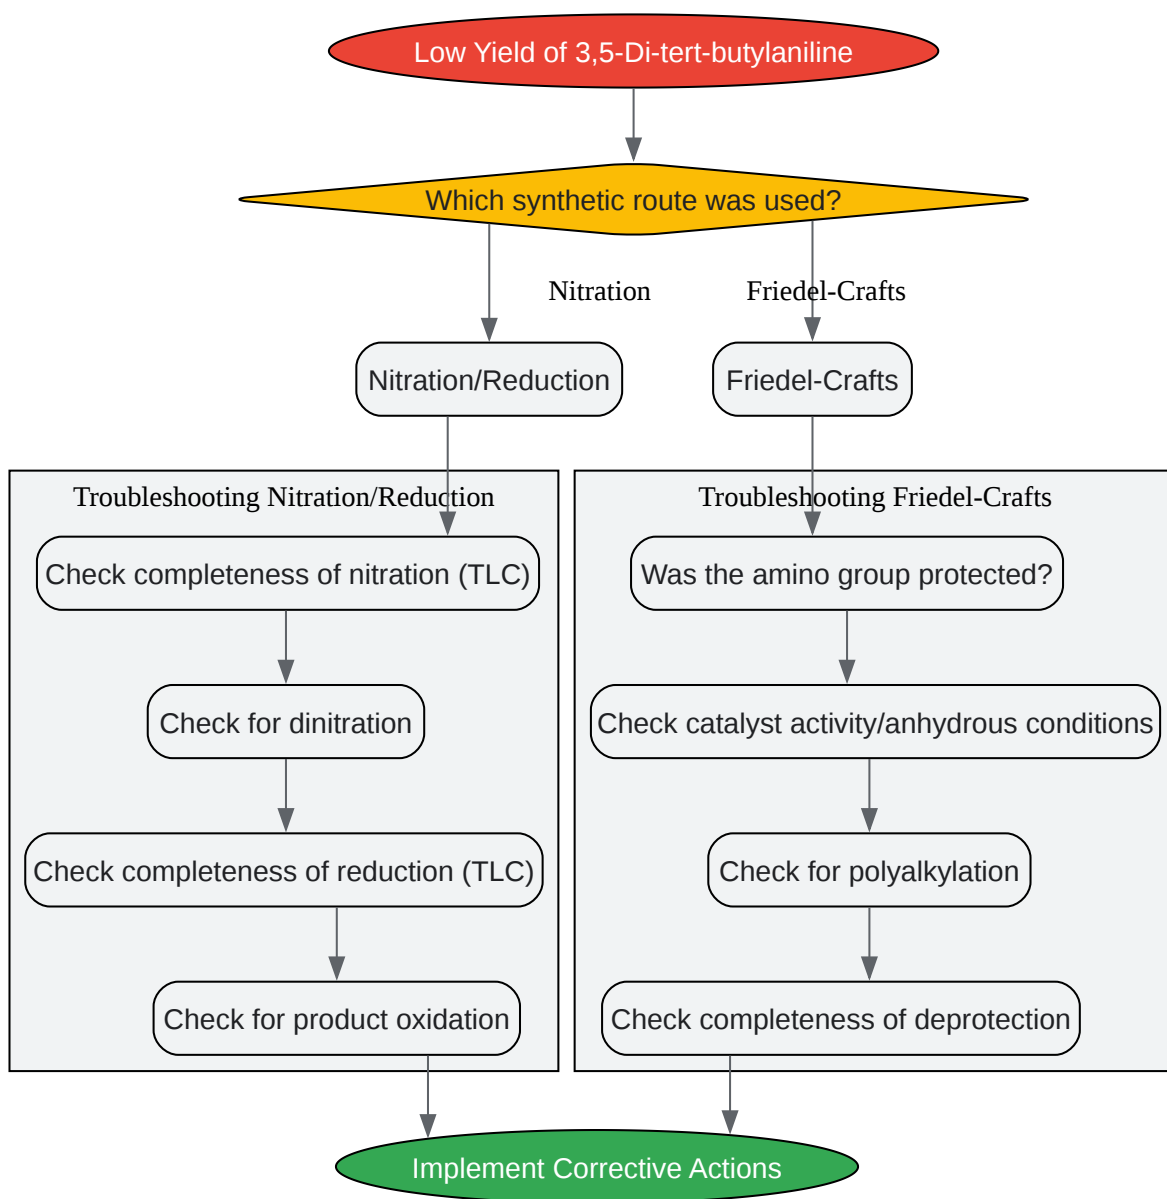 Low Yield of 3,5-Di-tert-butylaniline
Which synthetic route was used?
Nitration
Friedel-Crafts
Nitration/Reduction
Friedel-Crafts
Troubleshooting Nitration/Reduction
Check completeness of nitration (TLC)
Check for dinitration
Check completeness of reduction (TLC)
Check for product oxidation
Troubleshooting Friedel-Crafts
Was the amino group protected?
Check catalyst activity/anhydrous conditions
Check for polyalkylation
Check completeness of deprotection
Implement Corrective Actions